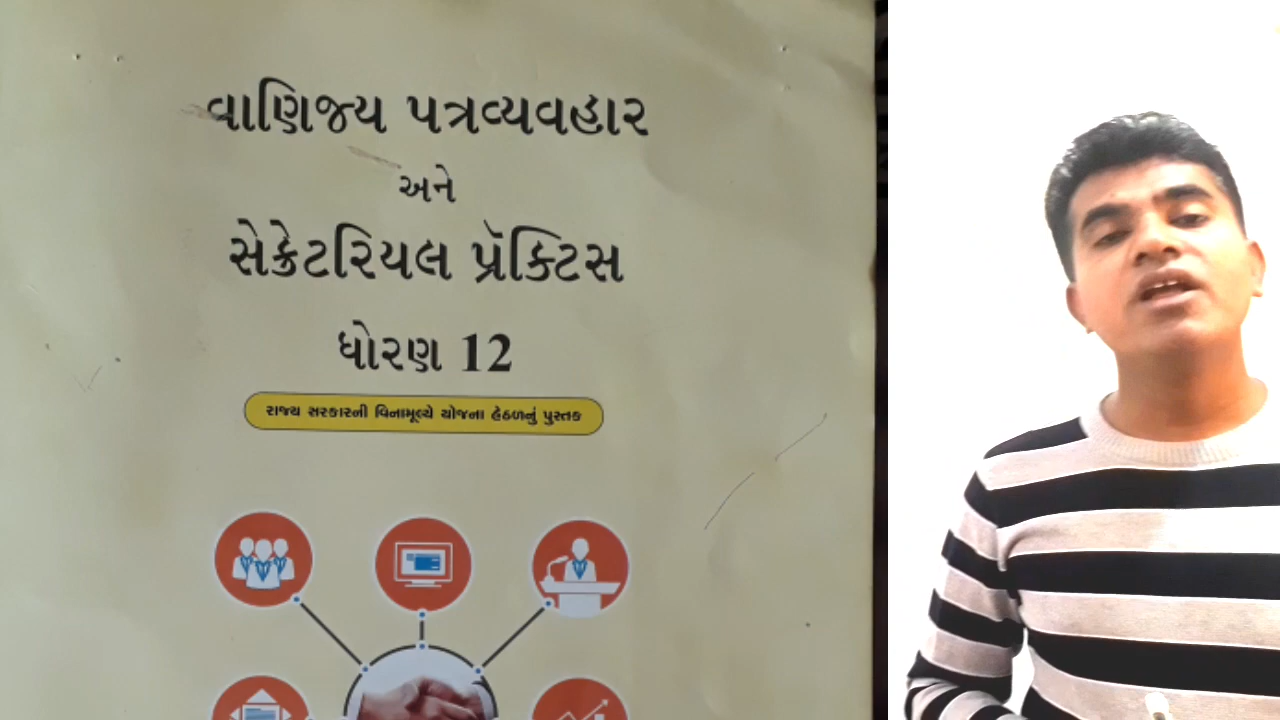 વાણિજ્ય પત્રવ્યવહાર
અને
સેક્રેટરિયલ પ્રૅક્ટિસ
ધોરણ 12
રાજ્ય સરકારની વિનામૂલ્યે યોજના હેઠળનું પુસ્તક